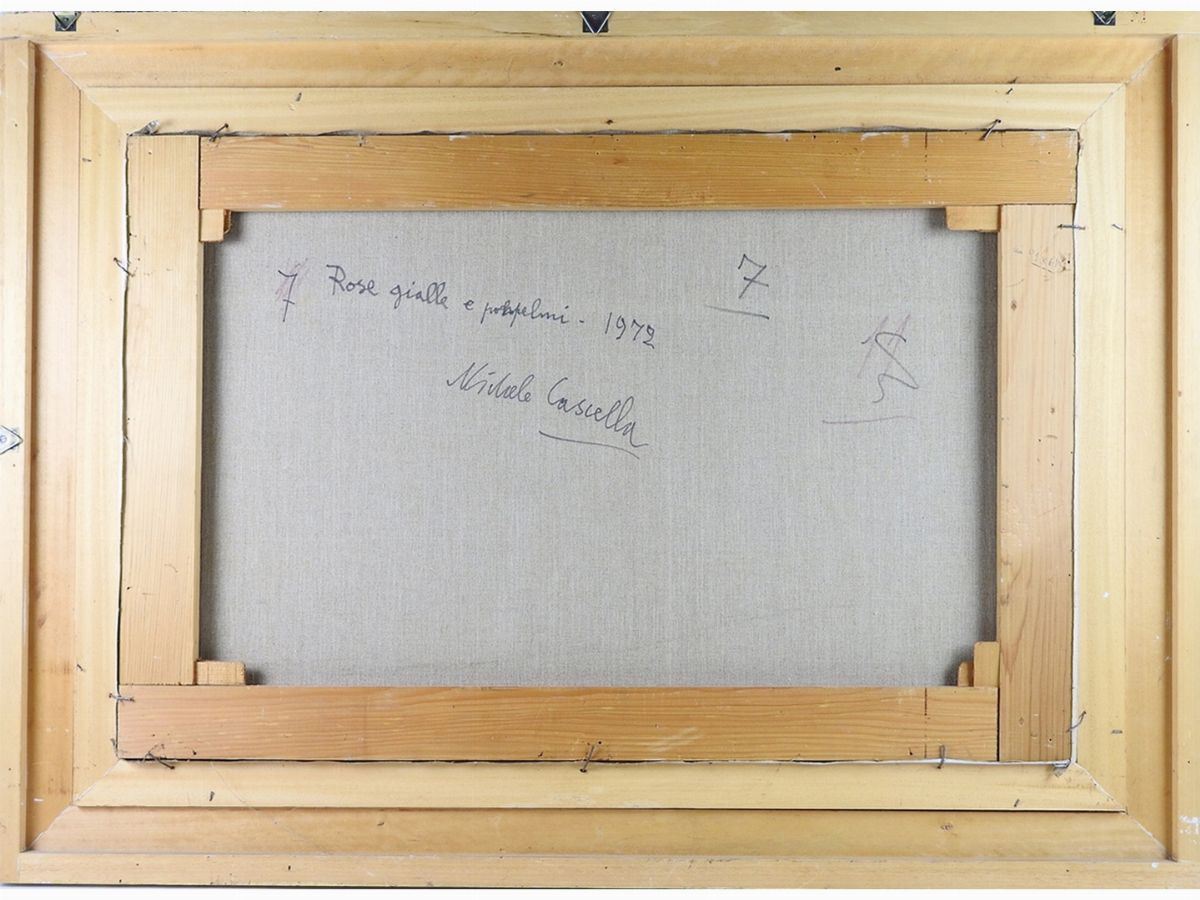 7 Rose gialle e pompelmi - 1972
7
Michele Cascella